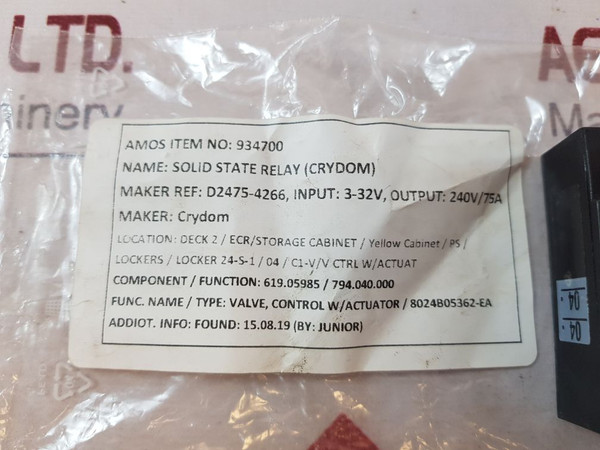 LTD.
inery
AS
Ma
AMOS ITEM NO: 934700
NAME: SOLID STATE RELAY (CRYDOM)
MAKER REF: D2475-4266, INPUT: 3-32V, OUTPUT: 240V/75A
MAKER: Crydom
LOCATION: DECK 2 / ECR/STORAGE CABINET / Yellow Cabinet / PS /
LOCKERS / LOCKER 24-S-1 / 04 / C1-V/V CTRL W/ACTUAT
COMPONENT / FUNCTION: 619.05985 / 794.040.000
FUNC. NAME / TYPE: VALVE, CONTROL W/ACTUATOR / 8024B05362-EA
ADDIOT. INFO: FOUND: 15.08.19 (BY: JUNIOR)
04.
04.